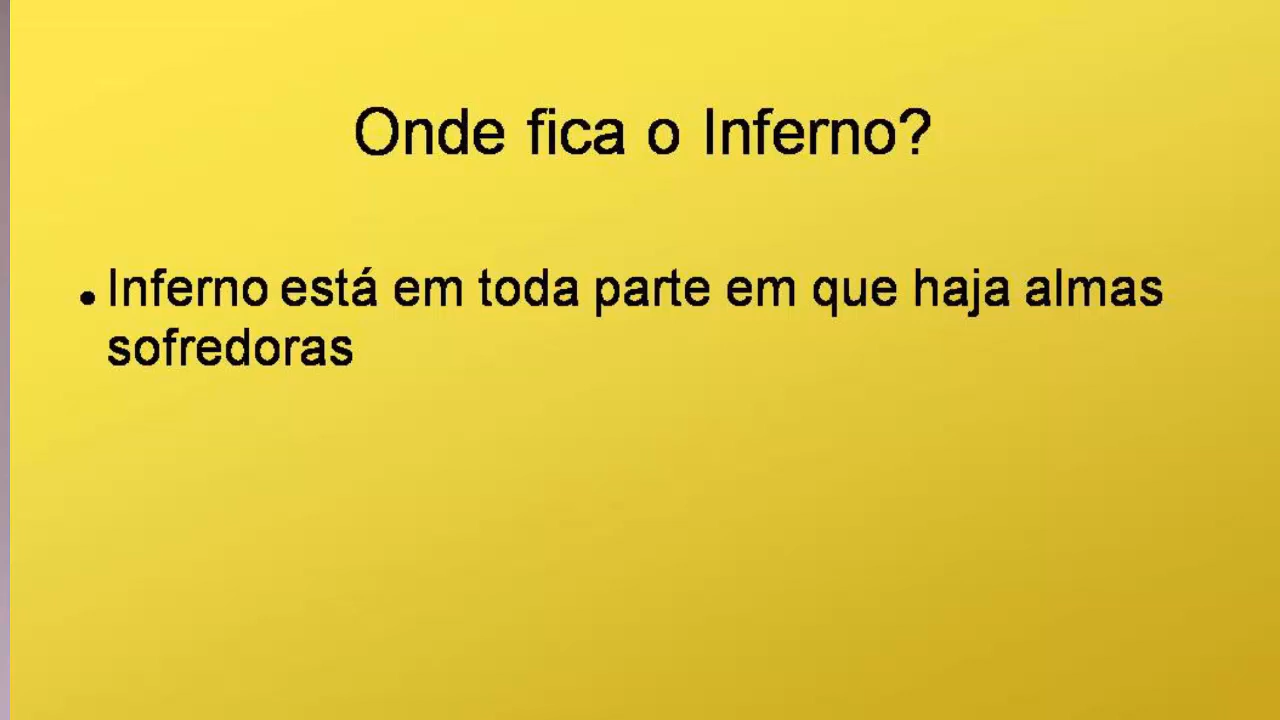 Onde fica o Inferno?
• Inferno está em toda parte em que haja almas
sofredoras